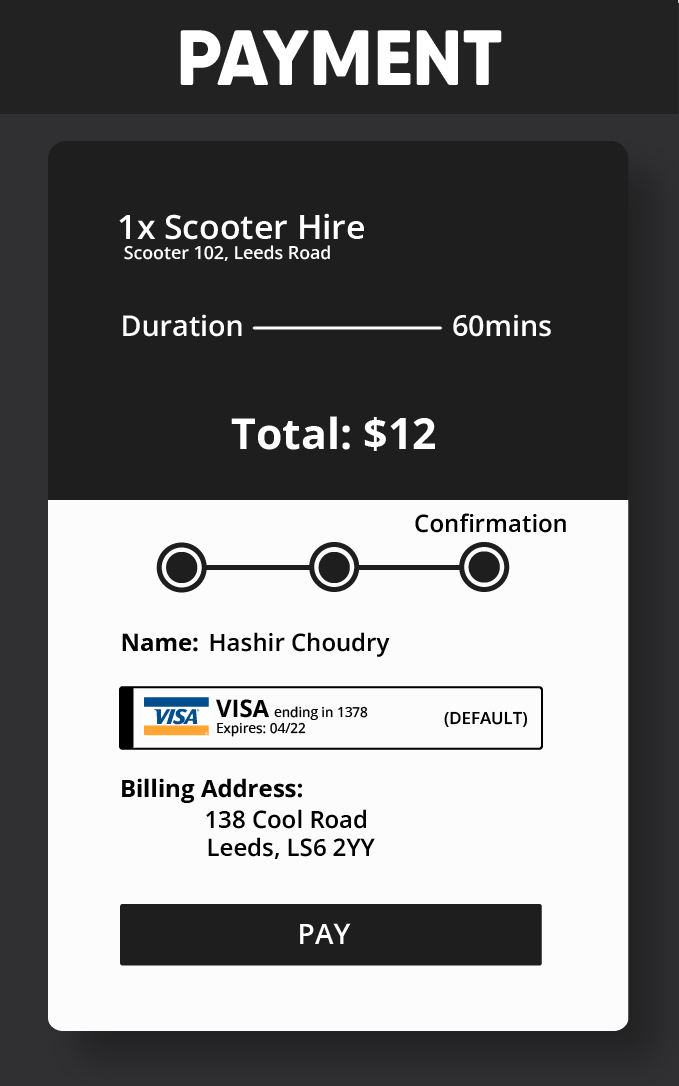 PAYMENT
1x Scooter Hire
Scooter 102, Leeds Road
Duration 60mins
Total: $12
Confirmation
Name: Hashir Choudry
VISA VISA ending in 1378 (DEFAULT)
Expires: 04/22
Billing Address:
138 Cool Road
Leeds, LS6 2YY
PAY